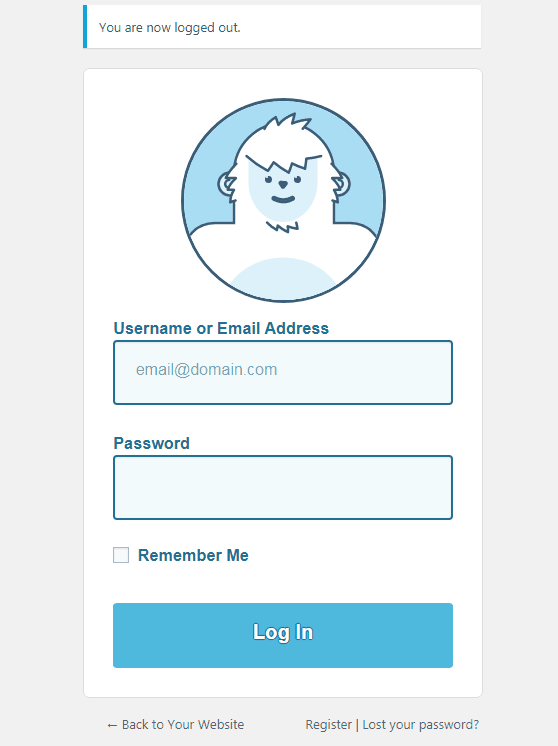 You are now logged out.
Username or Email Address
email@domain.com
Password
Remember Me
Log In
← Back to Your Website
Register | Lost your password?